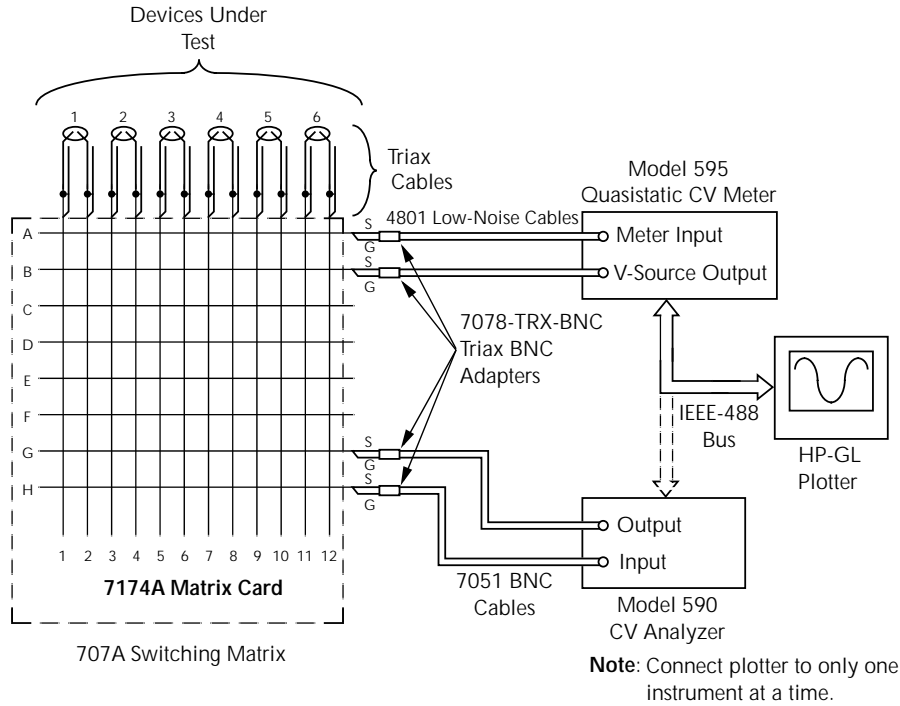 Devices Under
Test
1 2 3 4 5 6
Triax
Cables
Model 595
Quasistatic CV Meter
4801 Low-Noise Cables
A
S
G
Meter Input
B
S
G
V-Source Output
C
7078-TRX-BNC
Triax BNC
Adapters
D
E
F
IEEE-488
Bus
HP-GL
Plotter
G
S
G
H
S
G
Output
Input
1 2 3 4 5 6 7 8 9 10 11 12
7174A Matrix Card
7051 BNC
Cables
Model 590
CV Analyzer
707A Switching Matrix
Note: Connect plotter to only one
instrument at a time.